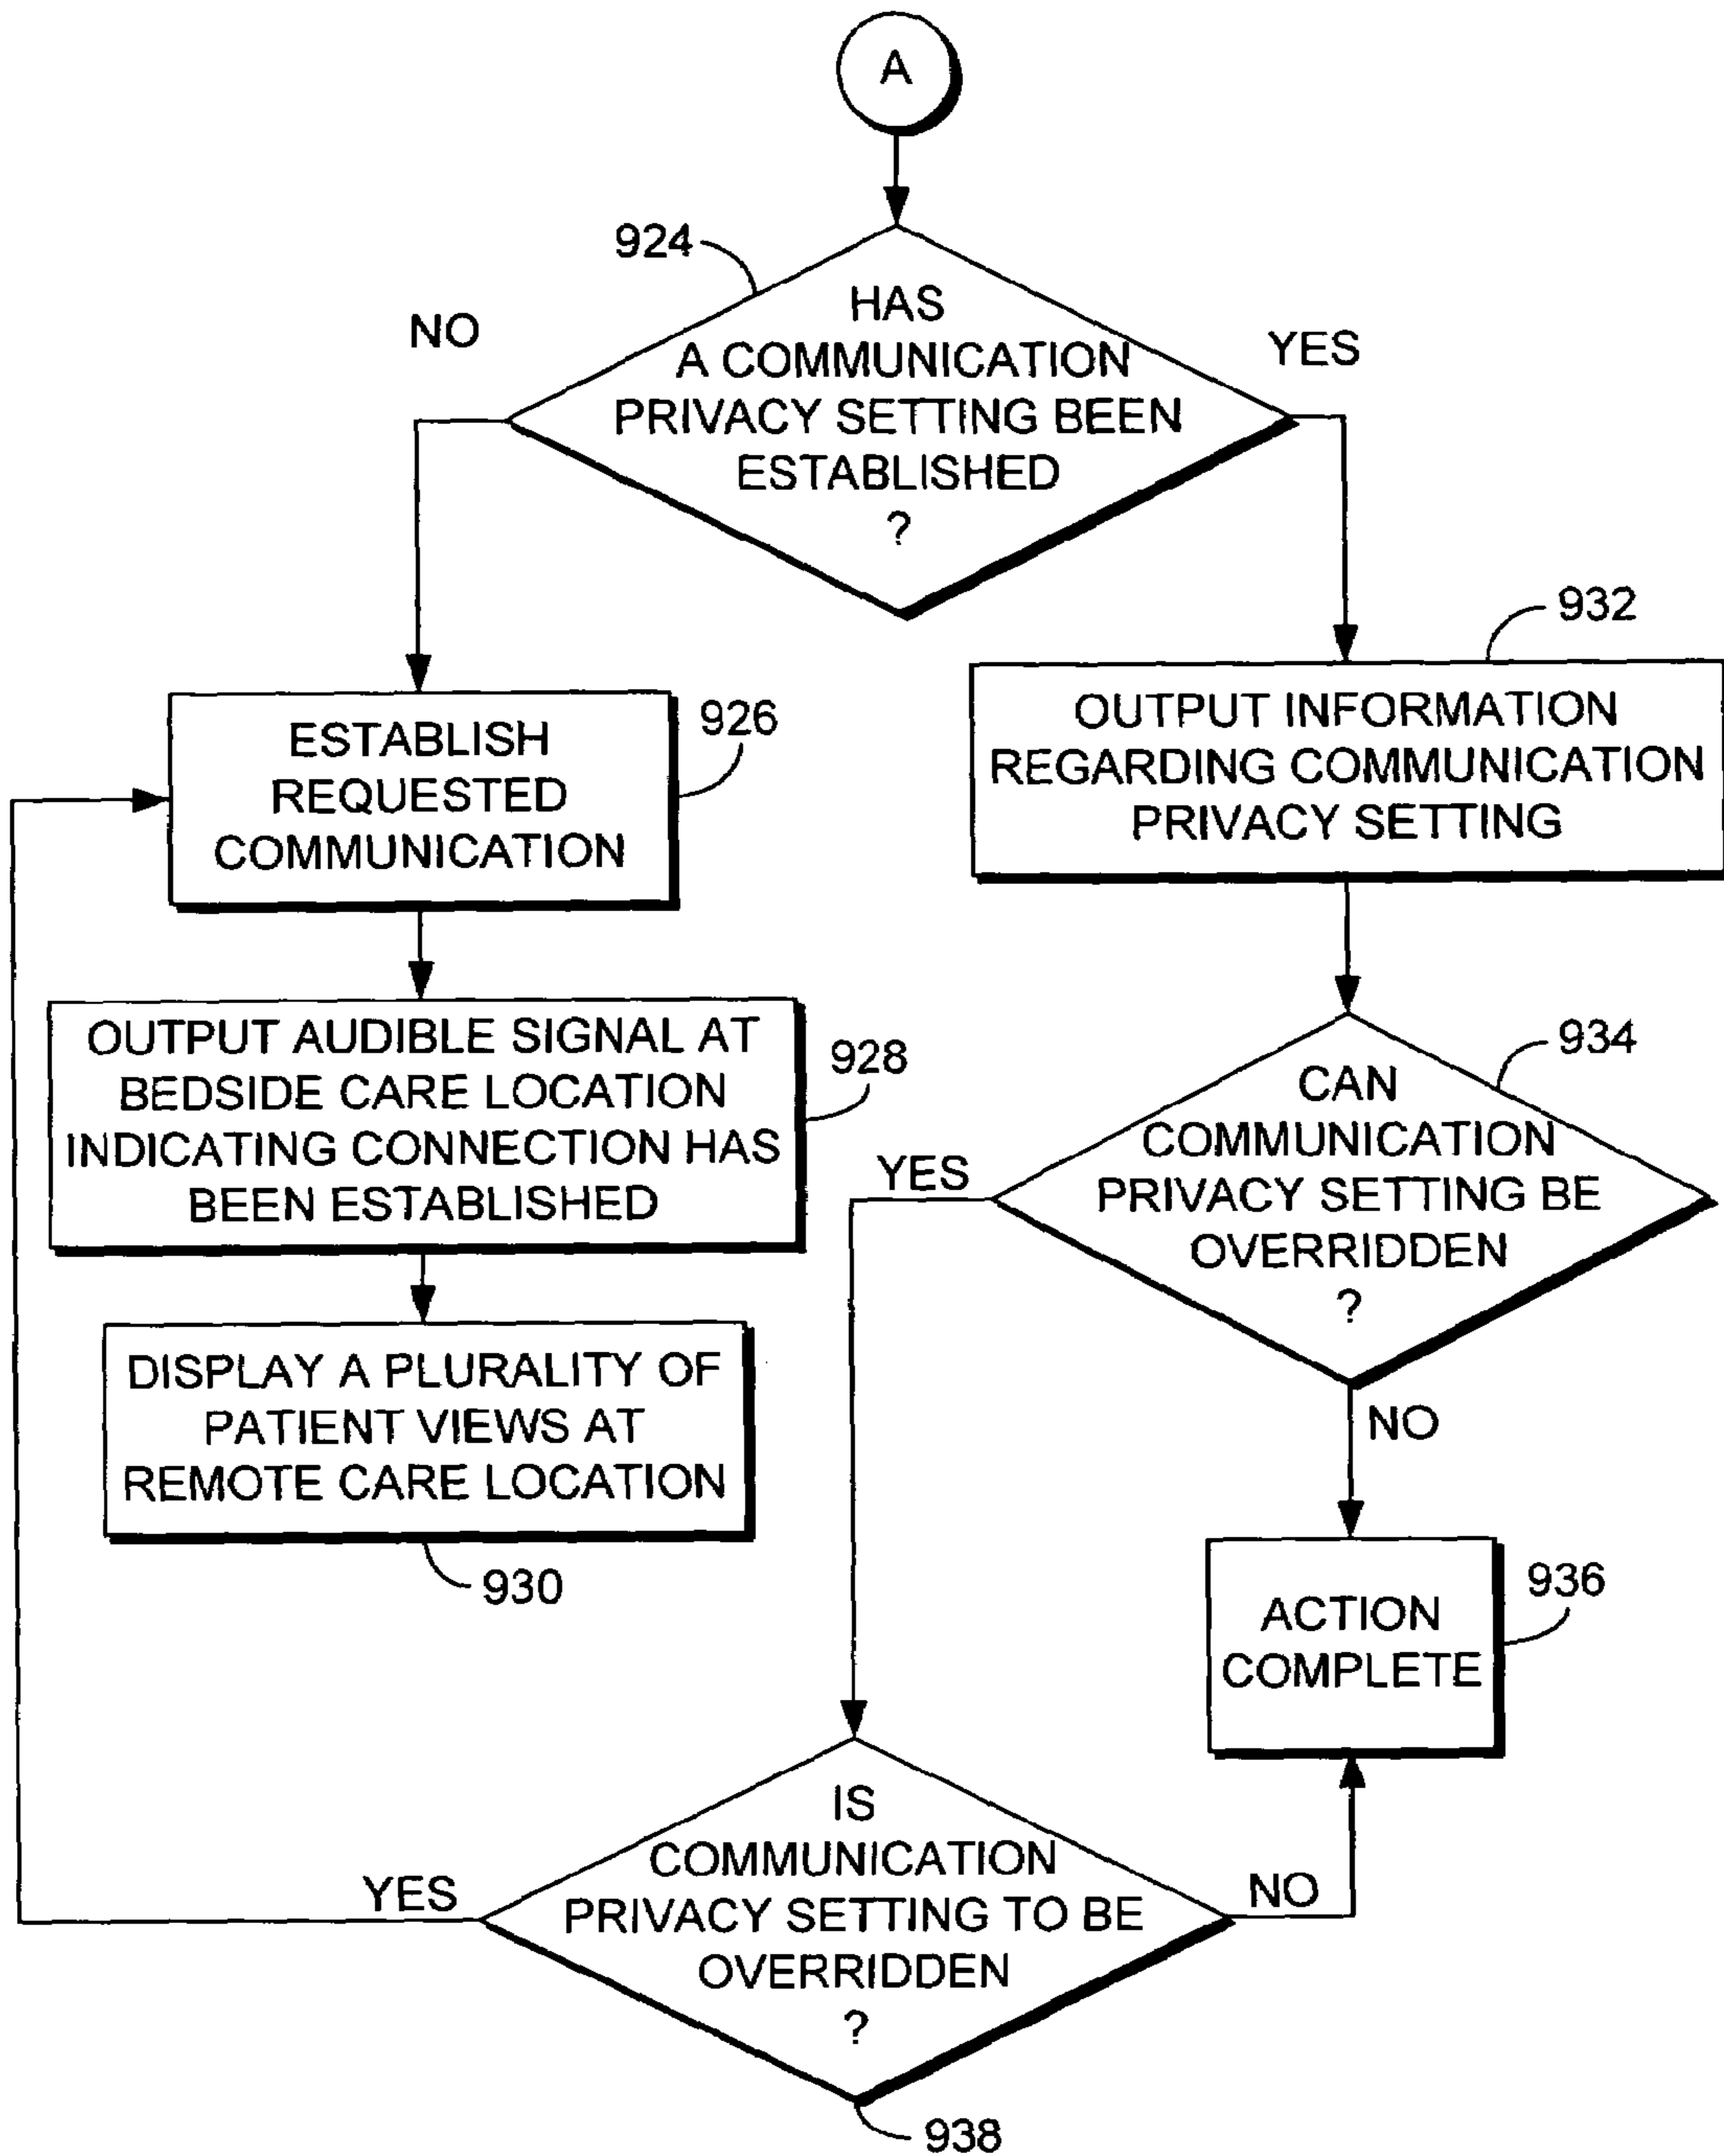 A
924
HAS
A COMMUNICATION
PRIVACY SETTING BEEN
ESTABLISHED
?
NO
YES
932
OUTPUT INFORMATION
REGARDING COMMUNICATION
PRIVACY SETTING
926
ESTABLISH
REQUESTED
COMMUNICATION
928
OUTPUT AUDIBLE SIGNAL AT
BEDSIDE CARE LOCATION
INDICATING CONNECTION HAS
BEEN ESTABLISHED
934
CAN
COMMUNICATION
PRIVACY SETTING BE
OVERRIDDEN
?
YES
NO
DISPLAY A PLURALITY OF
PATIENT VIEWS AT
REMOTE CARE LOCATION
930
936
ACTION
COMPLETE
IS
COMMUNICATION
PRIVACY SETTING TO BE
OVERRIDDEN
?
YES
NO
938